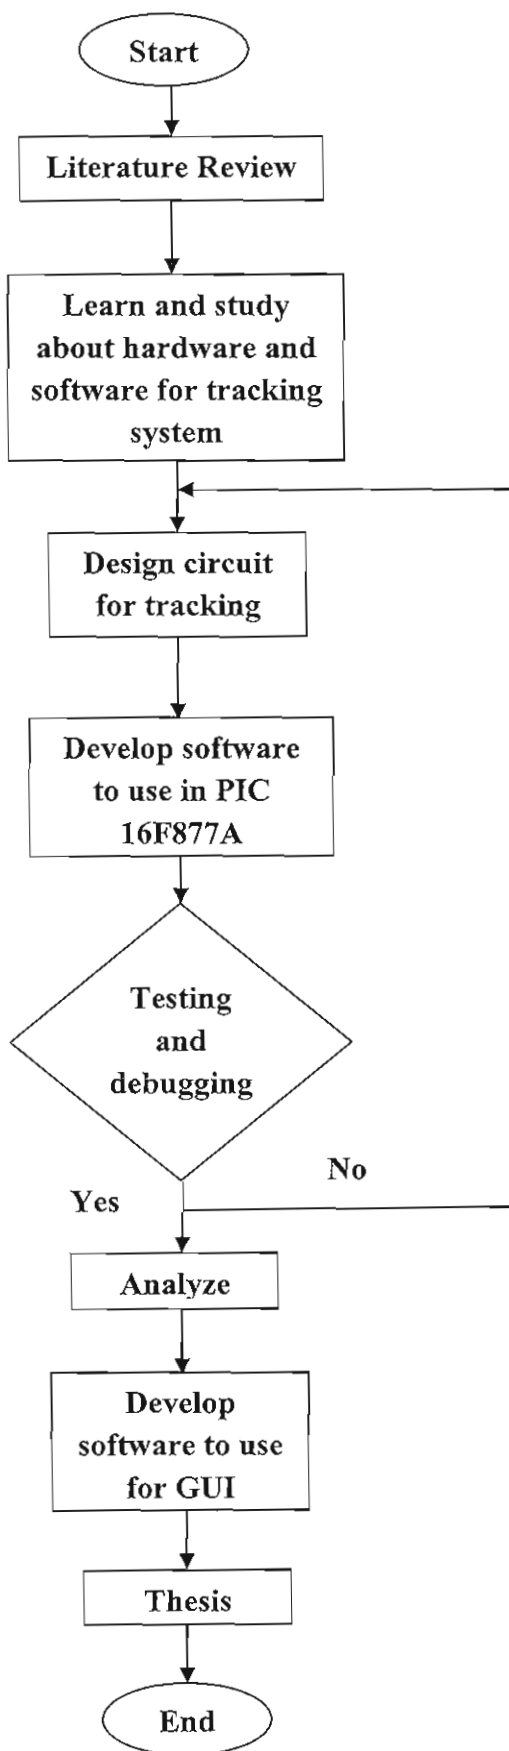 Start
Literature Review
Learn and study
about hardware and
software for tracking
system
Design circuit
for tracking
Develop software
to use in PIC
16F877A
Testing
and
debugging
No
Yes
Analyze
Develop
software to use
for GUI
Thesis
End